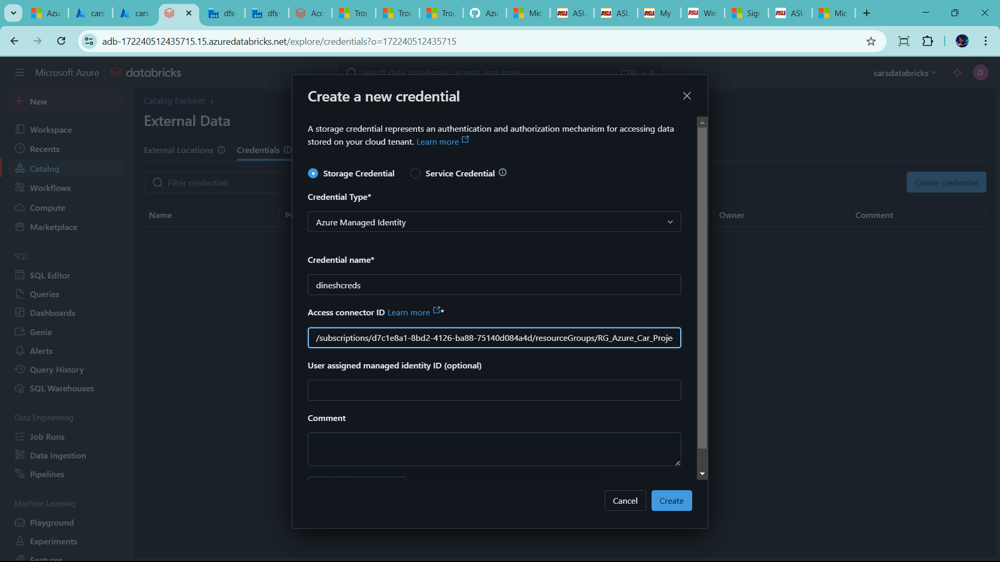 Azu
cars
cars
dfs-
dfs-
Acc
Trou
Trou
Trou
Azu
Mic
ASU
ASU
My
Win
Sign
ASU
Mic
adb-172240512435715.15.azuredatabricks.net/explore/credentials?o=172240512435715
Microsoft Azure
databricks
Search data, notebooks, recents, and more...
CTRL + P
carsdatabricks
D
New
Workspace
Recents
Catalog
Workflows
Compute
Marketplace
SQL
SQL Editor
Queries
Dashboards
Genie
Alerts
Query History
SQL Warehouses
Data Engineering
Job Runs
Data Ingestion
Pipelines
Machine Learning
Playground
Experiments
Features
Catalog Explorer ›
External Data
External Locations
Credentials
Filter credentials
Create credential
Name
Owner
Comment
Create a new credential
A storage credential represents an authentication and authorization mechanism for accessing data
stored on your cloud tenant. Learn more
Storage Credential
Service Credential
Credential Type*
Azure Managed Identity
Credential name*
dineshcreds
Access connector ID Learn more *
/subscriptions/d7c1e8a1-8bd2-4126-ba88-75140d084a4d/resourceGroups/RG_Azure_Car_Proje
User assigned managed identity ID (optional)
Comment
Cancel
Create